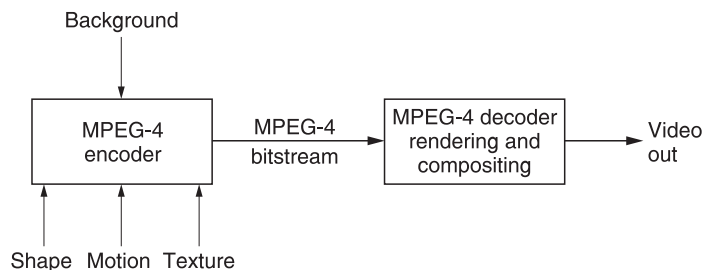 Background
MPEG-4
encoder
MPEG-4
bitstream
MPEG-4 decoder
rendering and
compositing
Video
out
Shape Motion Texture